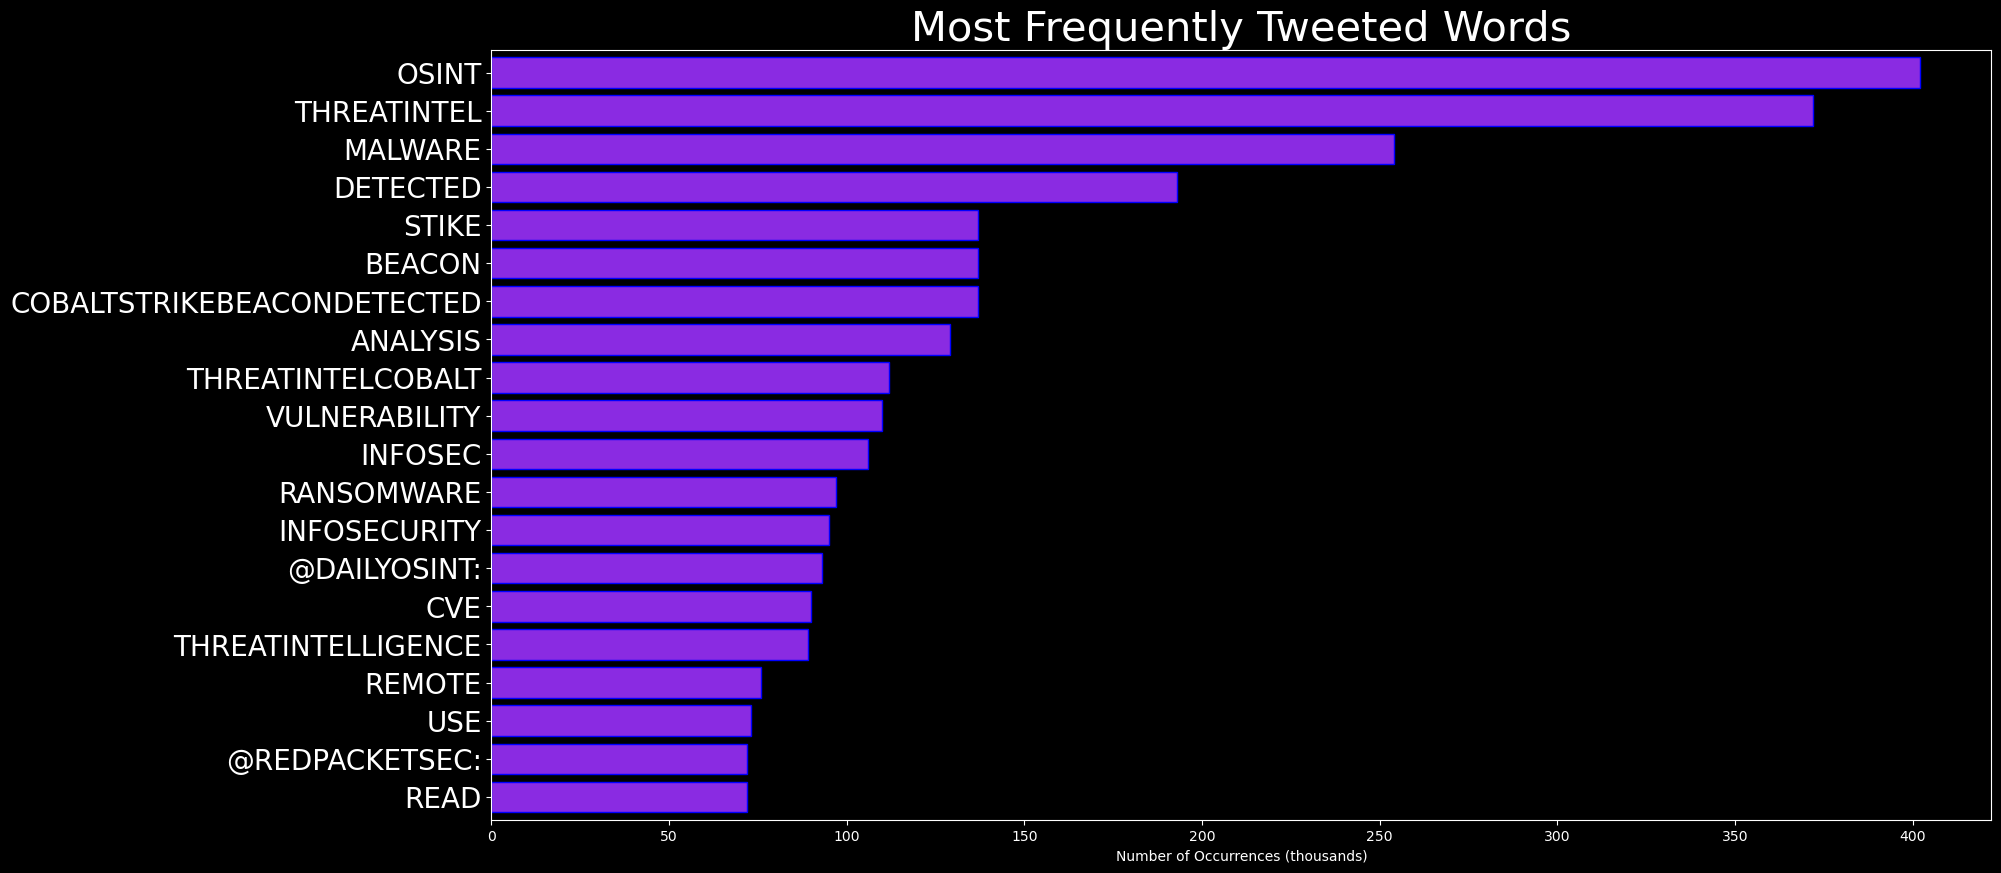 Most Frequently Tweeted Words
OSINT
THREATINTEL
MALWARE
DETECTED
STIKE
BEACON
COBALTSTRIKEBEACONDETECTED
ANALYSIS
THREATINTELCOBALT
VULNERABILITY
INFOSEC
RANSOMWARE
INFOSECURITY
@DAILYOSINT:
CVE
THREATINTELLIGENCE
REMOTE
USE
@REDPACKETSEC:
READ
0 50 100 150 200 250 300 350 400
Number of Occurrences (thousands)